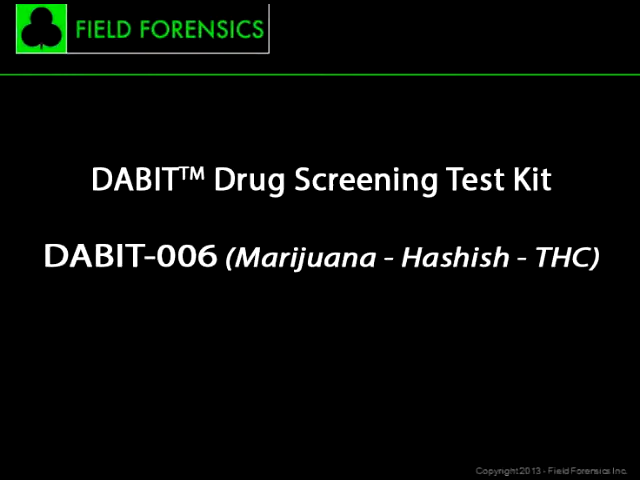 FIELD FORENSICS
DABIT™ Drug Screening Test Kit
DABIT-006 (Marijuana - Hashish - THC)
Copyright 2013 - Field Forensics Inc.